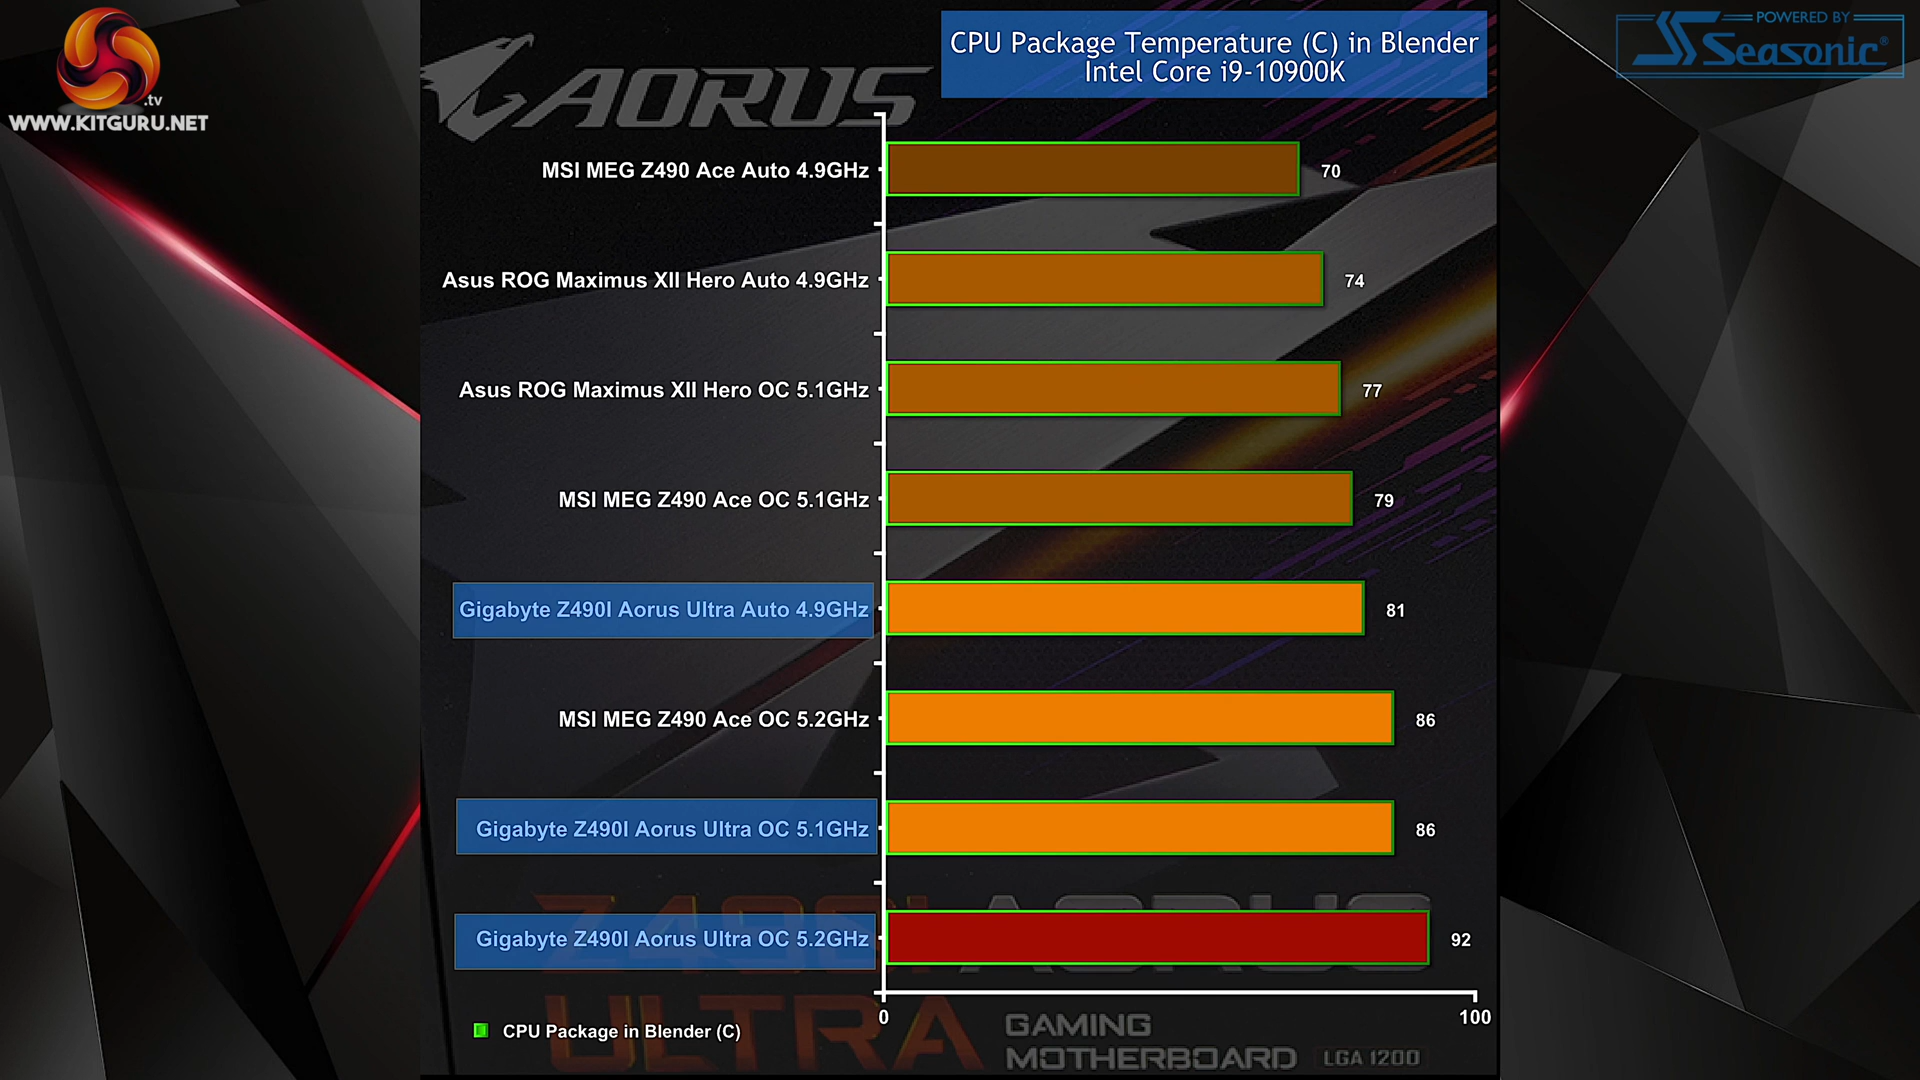 .tv
WWW.KITGURU.NET
AORUS
CPU Package Temperature (C) in Blender
Intel Core i9-10900K
POWERED BY
Seasonic®
MSI MEG Z490 Ace Auto 4.9GHz 70
Asus ROG Maximus XII Hero Auto 4.9GHz 74
Asus ROG Maximus XII Hero OC 5.1GHz 77
MSI MEG Z490 Ace OC 5.1GHz 79
Gigabyte Z490I Aorus Ultra Auto 4.9GHz 81
MSI MEG Z490 Ace OC 5.2GHz 86
Gigabyte Z490I Aorus Ultra OC 5.1GHz 86
Gigabyte Z490I Aorus Ultra OC 5.2GHz 92
Z490I AORUS
0 100
CPU Package in Blender (C)
ULTRA
GAMING
MOTHERBOARD LGA 1200